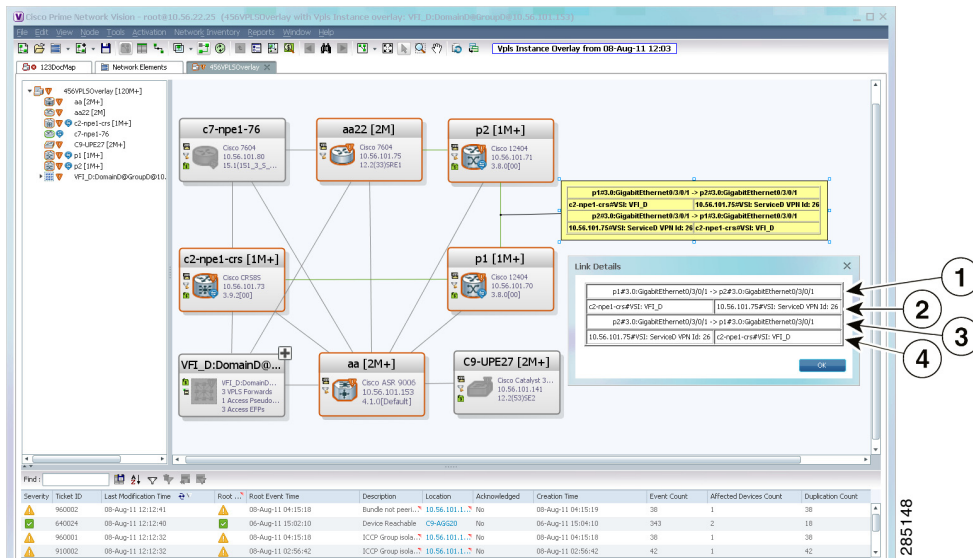 Cisco Prime Network Vision - root@10.56.22.25 (456VPLSOverlay with Vpls Instance overlay: VFI_D:DomainD@GroupD@10.56.101.153)
File Edit View Node Tools Activation Network Inventory Reports Window Help
Vpls Instance Overlay from 08-Aug-11 12:03
123DocMap
Network Elements
456VPLSOverlay
456VPLSOverlay [120M+]
aa [2M+]
aa22 [2M]
c2-npe1-crs [1M+]
c7-npe1-76
C9-UPE27 [2M+]
p1 [1M+]
p2 [1M+]
VFI_D:DomainD@GroupD@10.
c7-npe1-76
Cisco 7604
10.56.101.80
15.1(151_3_S_...
aa22 [2M]
Cisco 7604
10.56.101.75
12.2(33)SRE1
p2 [1M+]
Cisco 12404
10.56.101.71
3.8.0[00]
p1#3.0:GigabitEthernet0/3/0/1 -> p2#3.0:GigabitEthernet0/3/0/1
c2-npe1-crs#VSI: VFI_D 10.56.101.75#VSI: ServiceD VPN Id: 26
p2#3.0:GigabitEthernet0/3/0/1 -> p1#3.0:GigabitEthernet0/3/0/1
10.56.101.75#VSI: ServiceD VPN Id: 26 c2-npe1-crs#VSI: VFI_D
c2-npe1-crs [1M+]
Cisco CRS8S
10.56.101.73
3.9.2[00]
p1 [1M+]
Cisco 12404
10.56.101.70
3.8.0[00]
Link Details
p1#3.0:GigabitEthernet0/3/0/1 -> p2#3.0:GigabitEthernet0/3/0/1
c2-npe1-crs#VSI: VFI_D 10.56.101.75#VSI: ServiceD VPN Id: 26
p2#3.0:GigabitEthernet0/3/0/1 -> p1#3.0:GigabitEthernet0/3/0/1
10.56.101.75#VSI: ServiceD VPN Id: 26 c2-npe1-crs#VSI: VFI_D
OK
1
2
3
4
VFI_D:DomainD@...
VFI_D:DomainD...
3 VPLS Forwards
1 Access Pseudo...
3 Access EFPs
aa [2M+]
Cisco ASR 9006
10.56.101.153
4.1.0[Default]
C9-UPE27 [2M+]
Cisco Catalyst 3...
10.56.101.141
12.2(53)SE2
Find :
Severity Ticket ID Last Modification Time Root ... Root Event Time Description Location Acknowledged Creation Time Event Count Affected Devices Count Duplication Count
960002 08-Aug-11 12:12:41 08-Aug-11 04:15:18 Bundle not peeri.. 10.56.101.1.. No 08-Aug-11 04:15:19 38 1 38
640024 08-Aug-11 12:12:40 06-Aug-11 15:02:10 Device Reachable C9-AGG20 No 06-Aug-11 15:04:10 343 2 18
960001 08-Aug-11 12:12:32 08-Aug-11 04:15:18 ICCP Group isola.. 10.56.101.1.. No 08-Aug-11 04:15:18 38 1 38
910002 08-Aug-11 12:12:32 08-Aug-11 02:56:42 ICCP Group isola.. 10.56.101.1.. No 08-Aug-11 02:56:42 42 1 42
285148